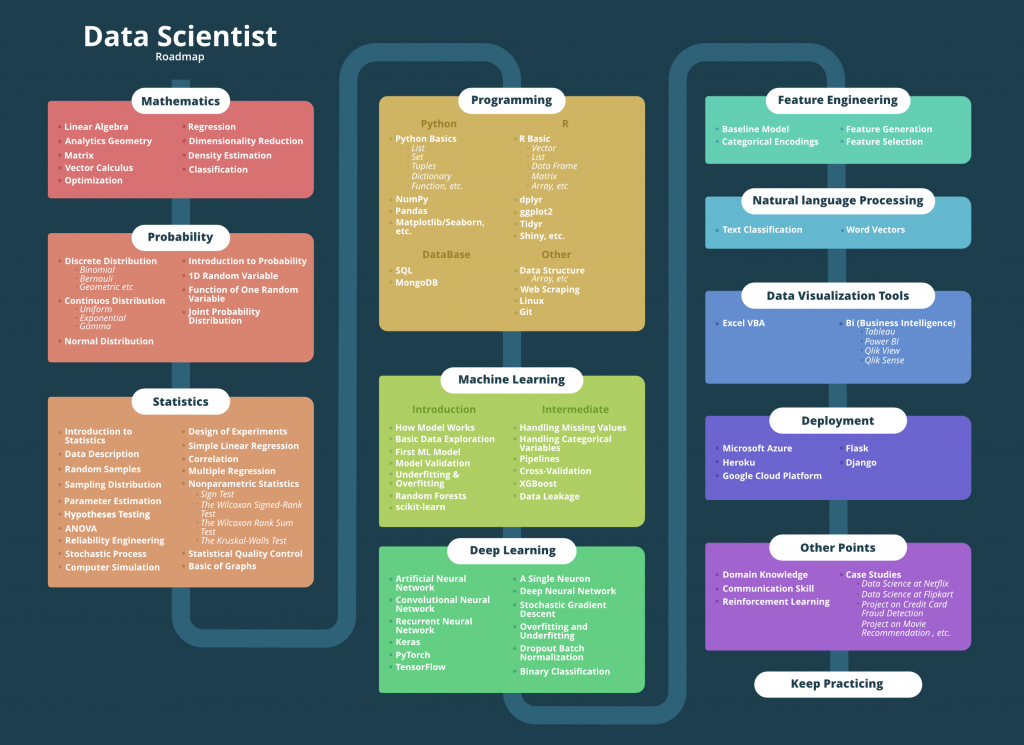 Data Scientist
Roadmap
Mathematics
Linear Algebra
Analytics Geometry
Matrix
Vector Calculus
Optimization
Regression
Dimensionality Reduction
Density Estimation
Classification
Probability
Discrete Distribution
Binomial
Bernouli
Geometric etc
Continuos Distribution
Uniform
Exponential
Gamma
Normal Distribution
Introduction to Probability
1D Random Variable
Function of One Random
Variable
Joint Probability
Distribution
Statistics
Introduction to
Statistics
Data Description
Random Samples
Sampling Distribution
Parameter Estimation
Hypotheses Testing
ANOVA
Reliability Engineering
Stochastic Process
Computer Simulation
Design of Experiments
Simple Linear Regression
Correlation
Multiple Regression
Nonparametric Statistics
Sign Test
The Wilcoxon Signed-Rank
Test
The Wilcoxon Rank Sum
Test
The Kruskal-Walls Test
Statistical Quality Control
Basic of Graphs
Programming
Python
Python Basics
List
Set
Tuples
Dictionary
Function, etc.
NumPy
Pandas
Matplotlib/Seaborn,
etc.
R
R Basic
Vector
List
Data Frame
Matrix
Array, etc
dplyr
ggplot2
Tidyr
Shiny, etc.
DataBase
SQL
MongoDB
Other
Data Structure
Array, etc
Web Scraping
Linux
Git
Machine Learning
Introduction
How Model Works
Basic Data Exploration
First ML Model
Model Validation
Underfitting &
Overfitting
Random Forests
scikit-learn
Intermediate
Handling Missing Values
Handling Categorical
Variables
Pipelines
Cross-Validation
XGBoost
Data Leakage
Deep Learning
Artificial Neural
Network
Convolutional Neural
Network
Recurrent Neural
Network
Keras
PyTorch
TensorFlow
A Single Neuron
Deep Neural Network
Stochastic Gradient
Descent
Overfitting and
Underfitting
Dropout Batch
Normalization
Binary Classification
Feature Engineering
Baseline Model
Categorical Encodings
Feature Generation
Feature Selection
Natural language Processing
Text Classification
Word Vectors
Data Visualization Tools
Excel VBA
Bi (Business Intelligence)
Tableau
Power BI
Qlik View
Qlik Sense
Deployment
Microsoft Azure
Heroku
Google Cloud Platform
Flask
Django
Other Points
Domain Knowledge
Communication Skill
Reinforcement Learning
Case Studies
Data Science at Netflix
Data Science at Flipkart
Project on Credit Card
Fraud Detection
Project on Movie
Recommendation , etc.
Keep Practicing